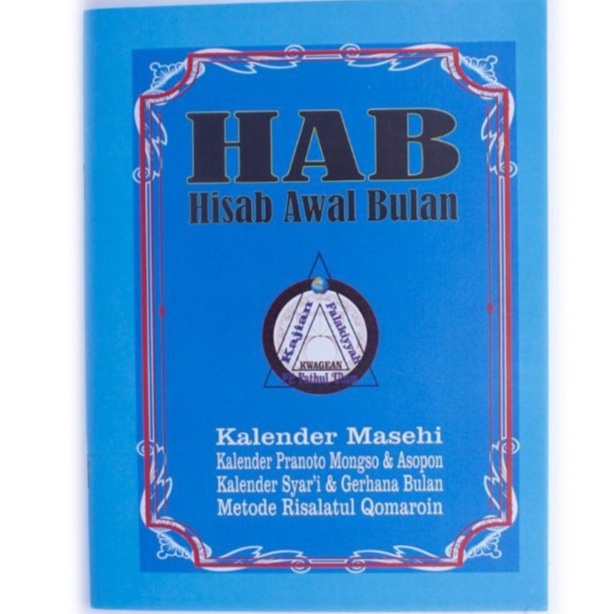 HAB
Hisab Awal Bulan
Kajian
Falakiyyah
KWAGEAN
Fathul
Kalender Masehi
Kalender Pranoto Mongso & Asopon
Kalender Syar'i & Gerhana Bulan
Metode Risalatul Qomaroin